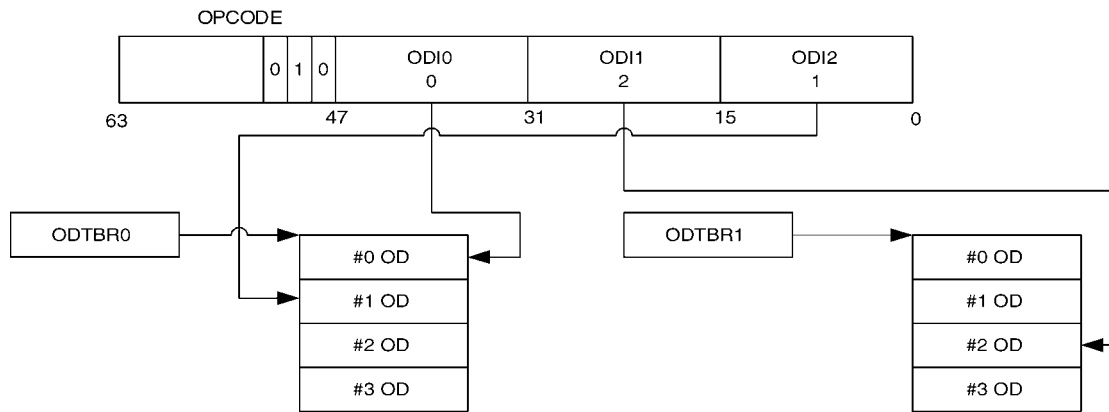 OPCODE
0 1 0 ODI0 ODI1 ODI2
0 2 1
63 47 31 15 0
ODTBR0 ODTBR1
#0 OD #0 OD
#1 OD #1 OD
#2 OD #2 OD
#3 OD #3 OD